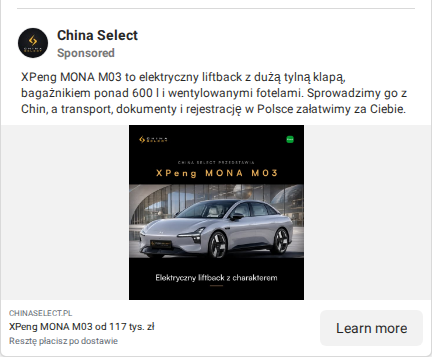 China Select
Sponsored
XPeng MONA M03 to elektryczny liftback z dużą tylną klapą,
bagażnikiem ponad 600 l i wentylowanymi fotelami. Sprowadzimy go z
Chin, a transport, dokumenty i rejestrację w Polsce załatwimy za Ciebie.
CHINA SELECT PRZEDSTAWIA
XPeng MONA M03
Elektryczny liftback z charakterem
CHINASELECT.PL
XPeng MONA M03 od 117 tys. zł
Resztę płacisz po dostawie
Learn more